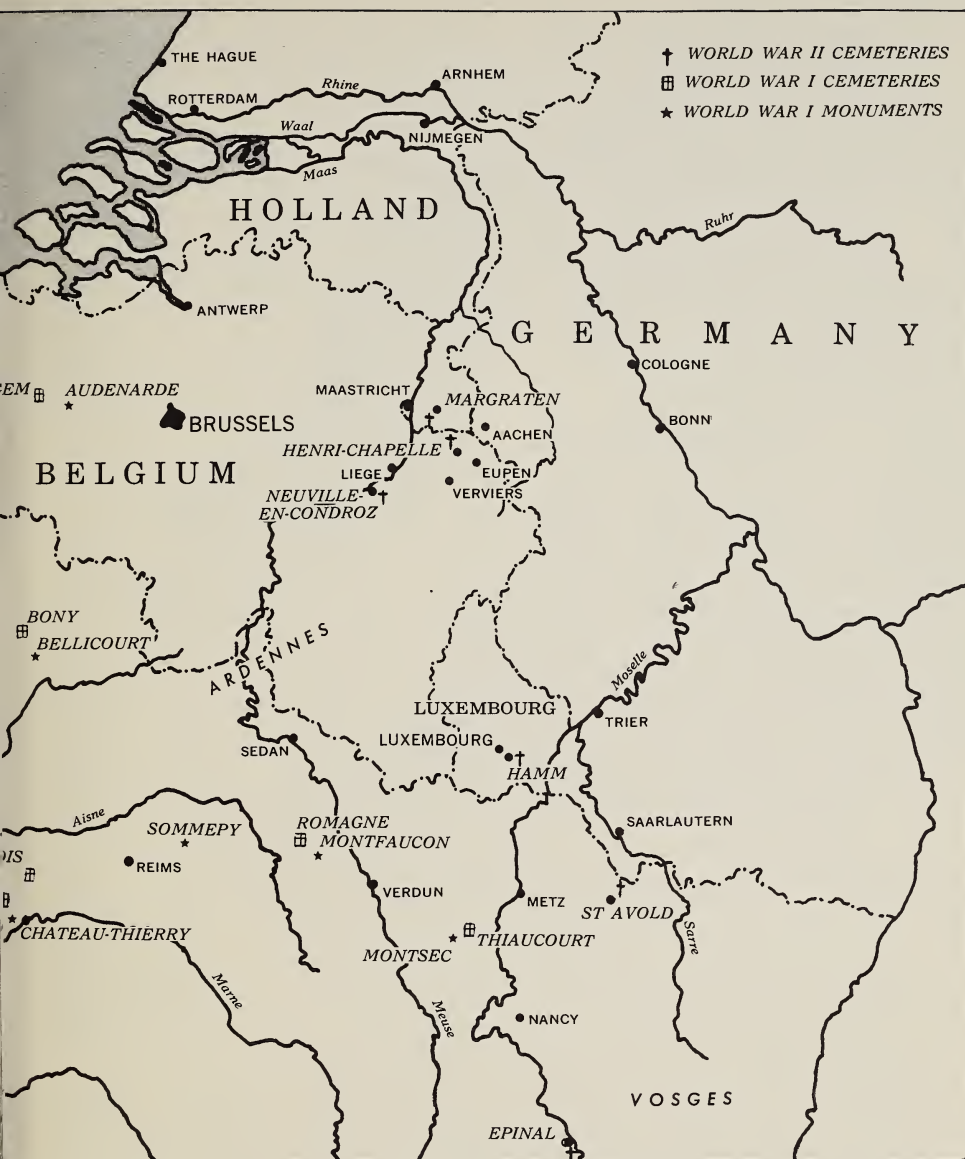 THE HAGUE
† WORLD WAR II CEMETERIES
WORLD WAR I CEMETERIES
★ WORLD WAR I MONUMENTS
ARNHEM
Rhine
ROTTERDAM
Waal
NIJMEGEN
Maas
HOLLAND
Ruhr
ANTWERP
GERMANY
COLOGNE
MAASTRICHT
MARGRATEN
AUDENARDE
BRUSSELS
BONN
AACHEN
HENRI-CHAPELLE
BELGIUM
LIEGE
EUPEN
VERVIERS
NEUVILLE-
EN-CONDROZ
BONY
BELLICOURT
ARDENNES
Moselle
LUXEMBOURG
TRIER
LUXEMBOURG
SEDAN
HAMM
Aisne
SOMMEPY
ROMAGNE
MONTFAUCON
SAARLAUTERN
REIMS
VERDUN
METZ
ST AVOLD
CHATEAU-THIERRY
THIAUCOURT
MONTSEC
Sarre
Marne
Meuse
NANCY
VOSGES
EPINAL